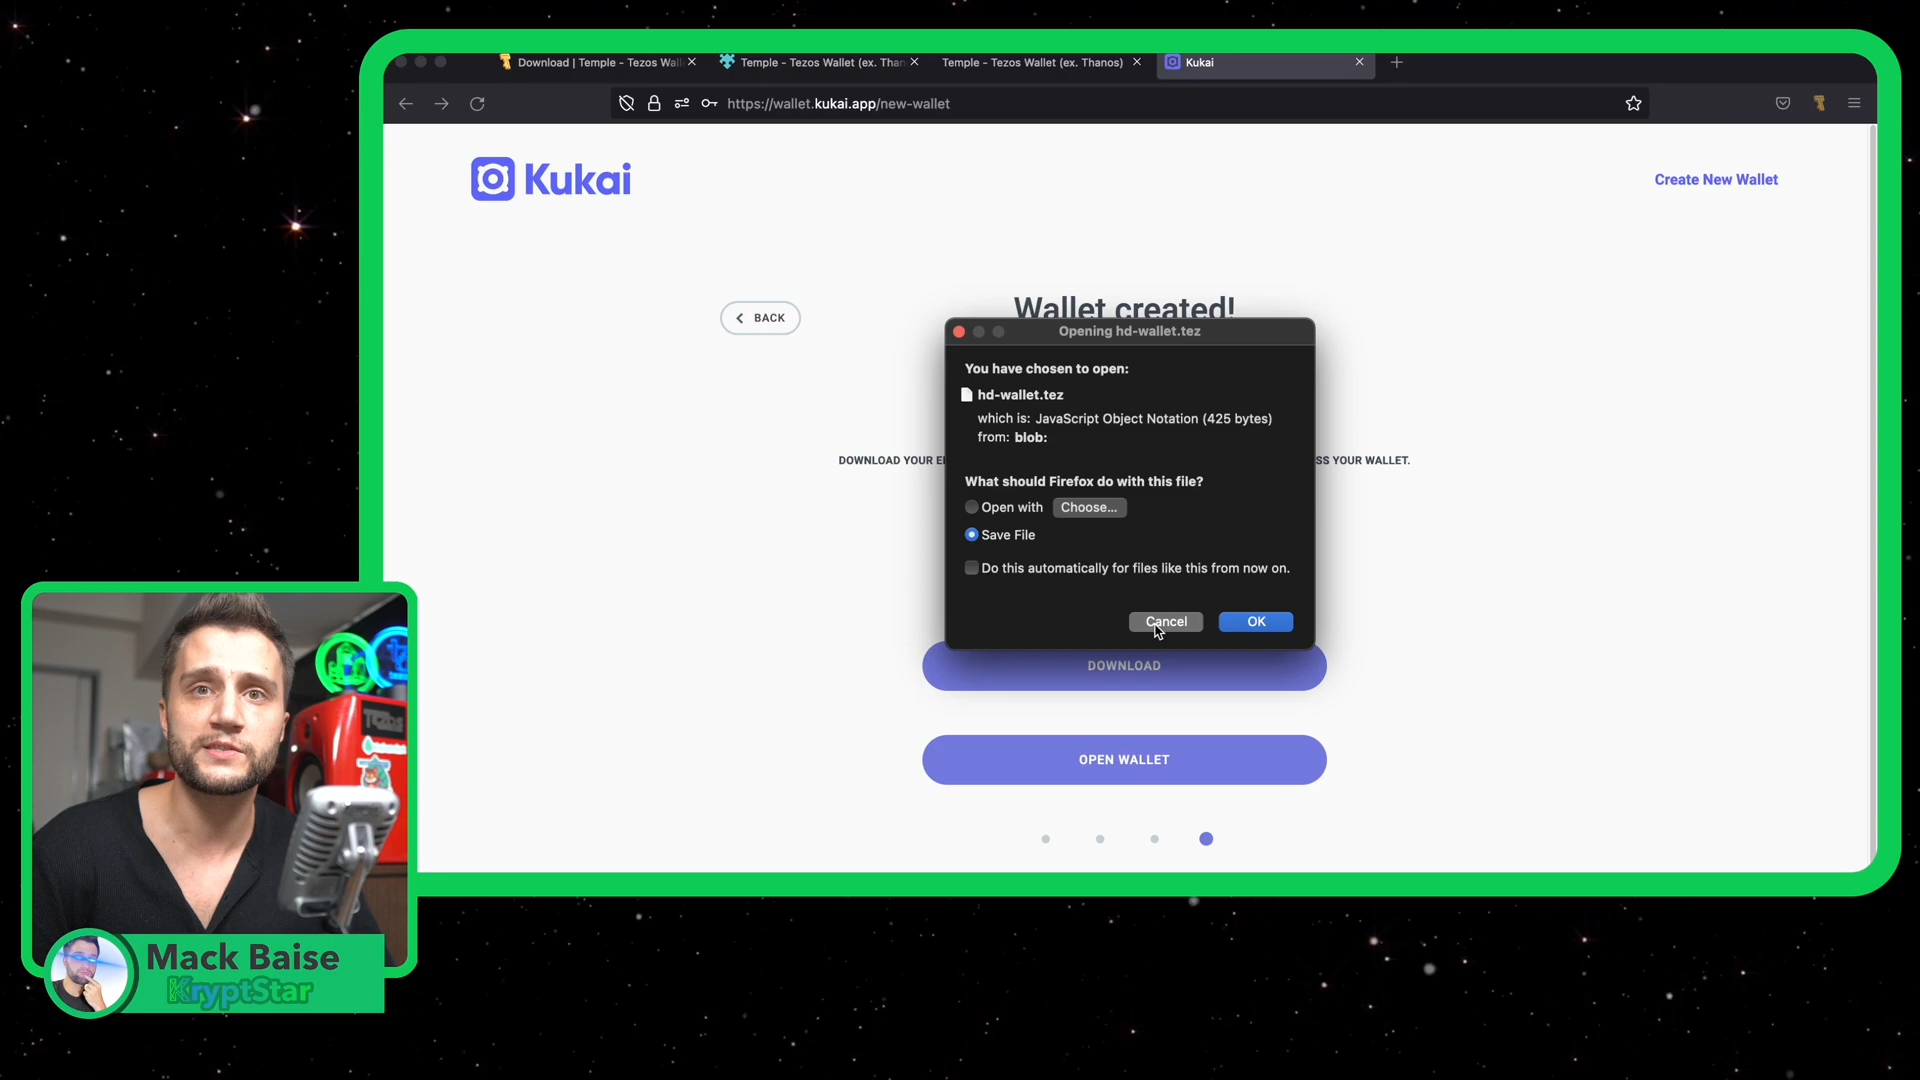 Download | Temple - Tezos Wall
Temple - Tezos Wallet (ex. Than
Temple - Tezos Wallet (ex. Thanos)
Kukai
https://wallet.kukai.app/new-wallet
Kukai
Create New Wallet
BACK
Wallet created!
Opening hd-wallet.tez
You have chosen to open:
hd-wallet.tez
which is: JavaScript Object Notation (425 bytes)
from: blob:
DOWNLOAD YOUR E
SS YOUR WALLET.
What should Firefox do with this file?
Open with Choose...
Save File
Do this automatically for files like this from now on.
Cancel OK
DOWNLOAD
OPEN WALLET
TEZOS
Mack Baise
KryptStar